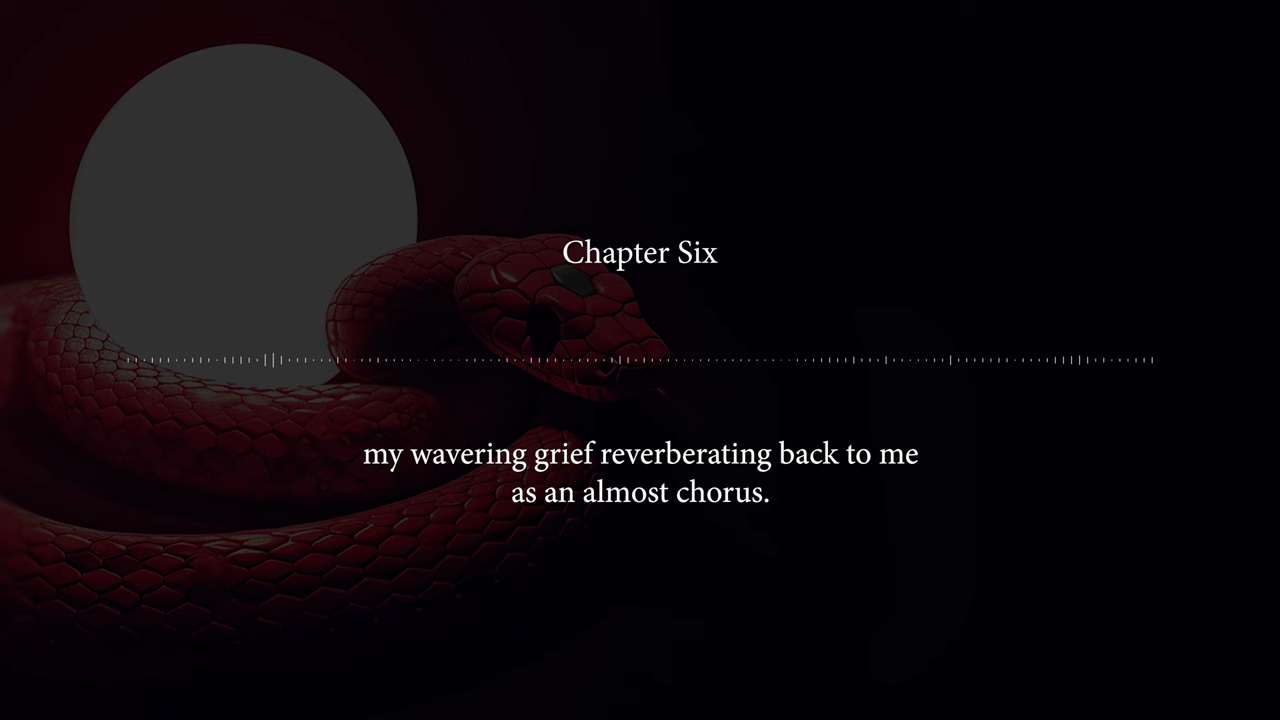 Chapter Six
my wavering grief reverberating back to me
as an almost chorus.